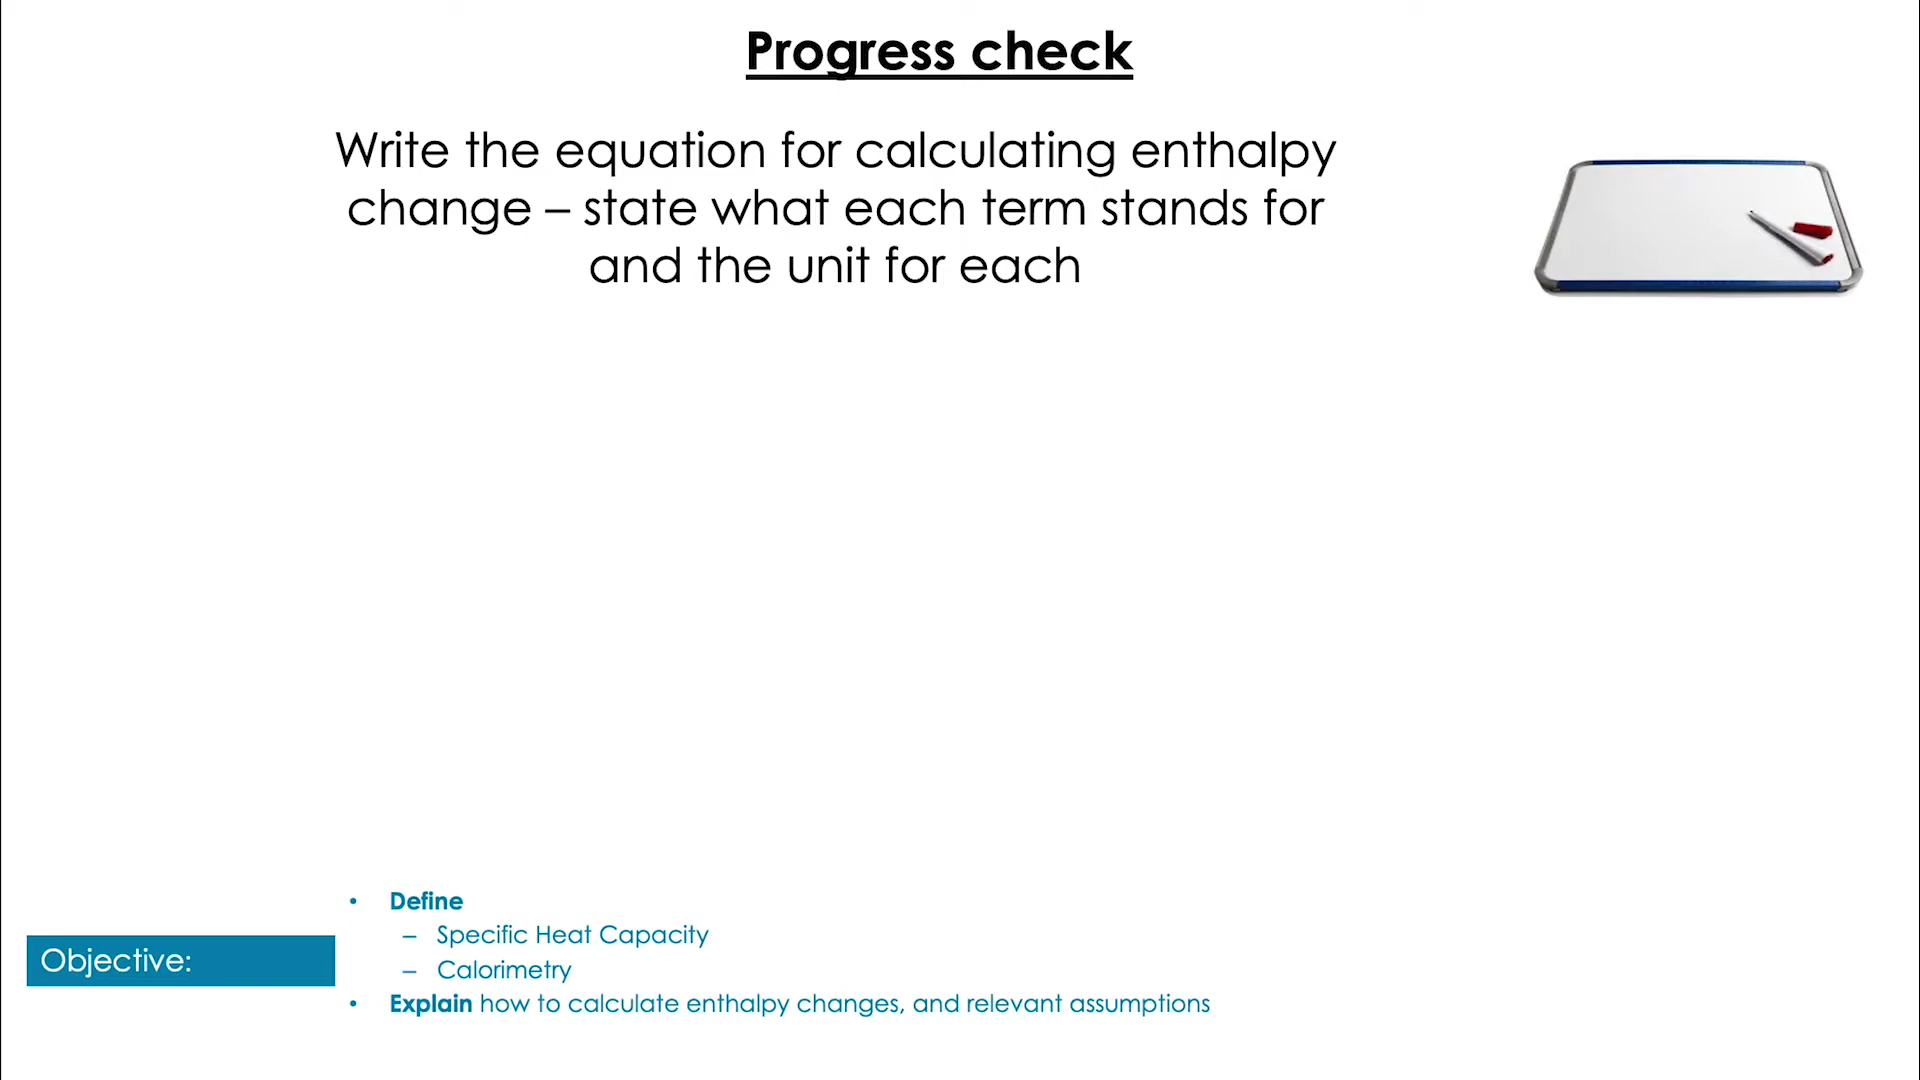 Progress check
Write the equation for calculating enthalpy
change – state what each term stands for
and the unit for each
• Define
– Specific Heat Capacity
Objective:
– Calorimetry
• Explain how to calculate enthalpy changes, and relevant assumptions